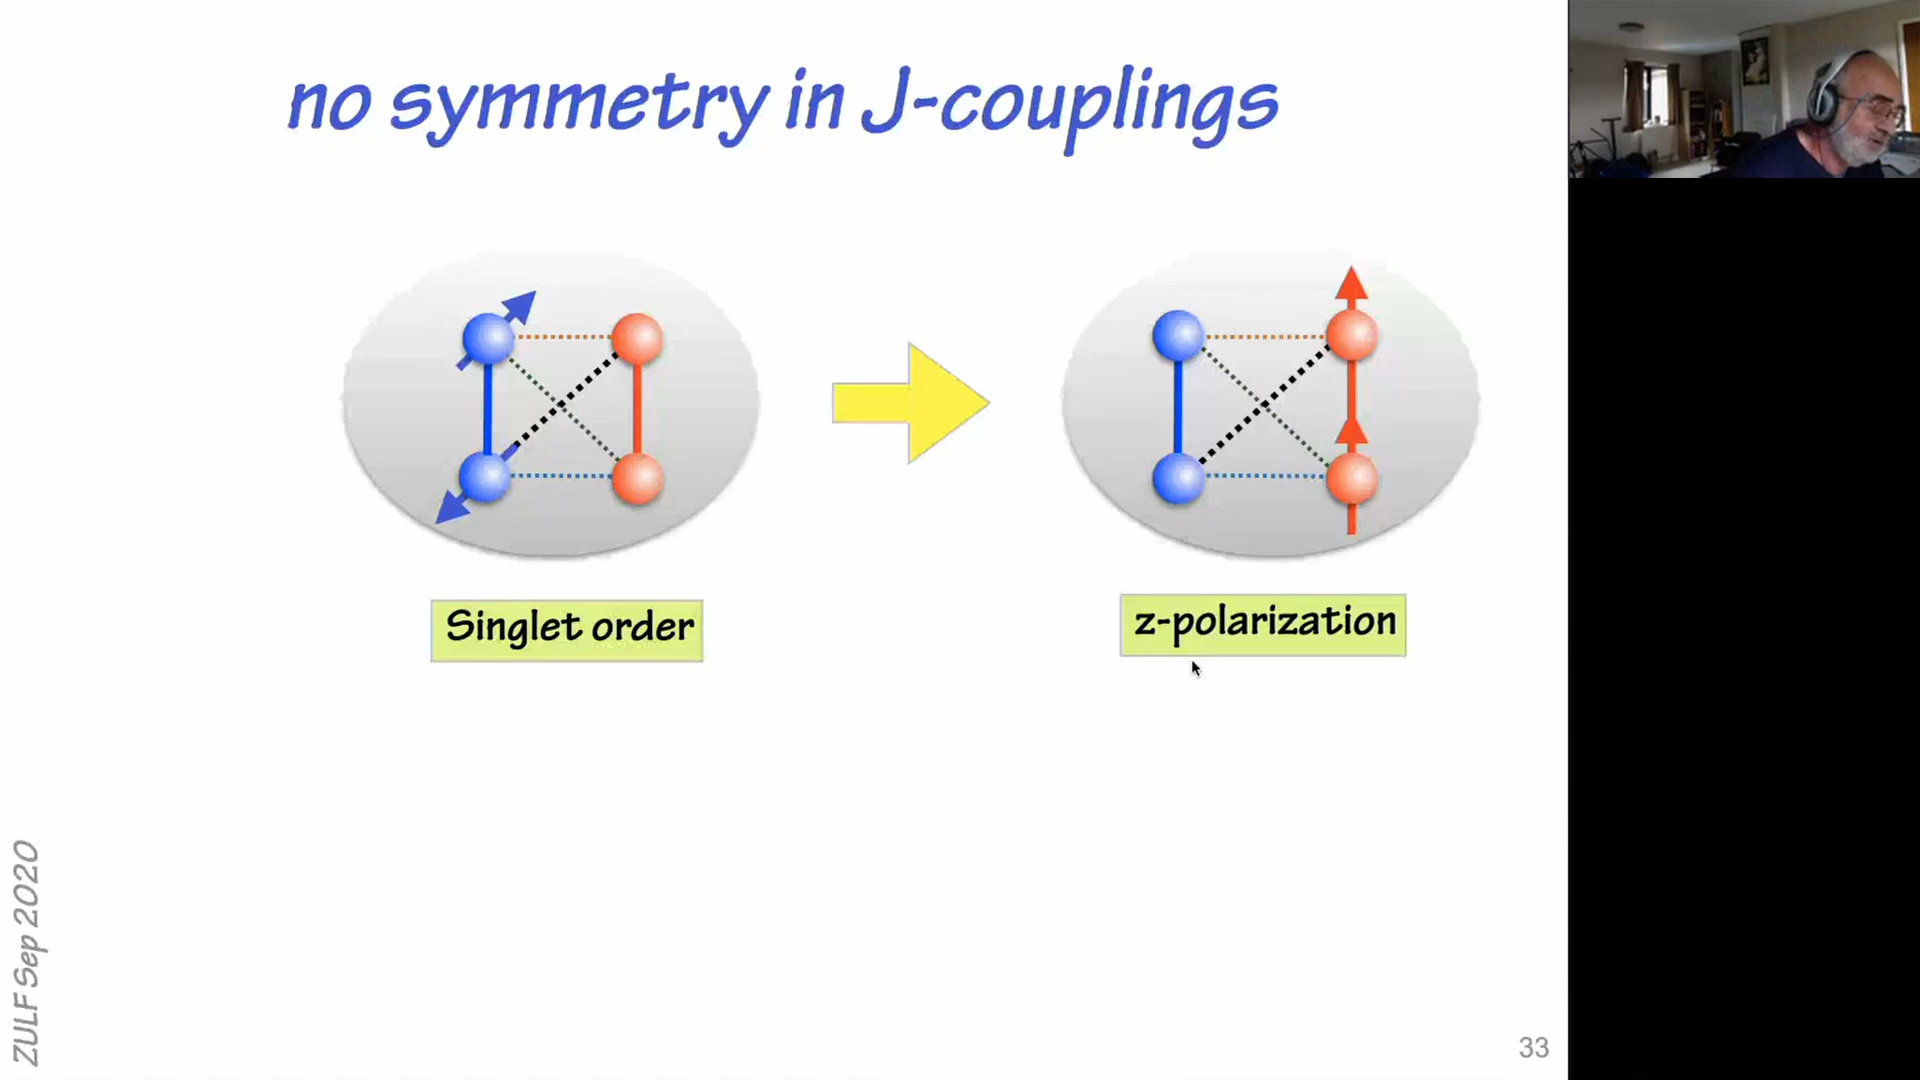 no symmetry in J-couplings
Singlet order
z-polarization
ZULF Sep 2020
33